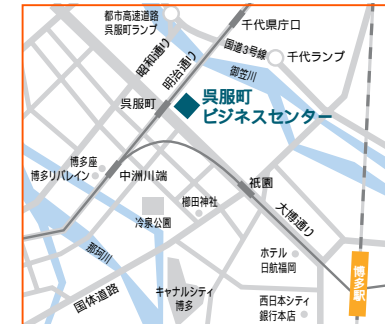 都市高速道路
呉服町ランプ
千代県庁口
昭和通り
明治通り
国道3号線
千代ランプ
御笠川
呉服町
呉服町
ビジネスセンター
博多座
博多リバレイン
中洲川端
祇園
櫛田神社
冷泉公園
大博通り
那珂川
ホテル
日航福岡
博多駅
国体道路
キャナルシティ
博多
西日本シティ
銀行本店